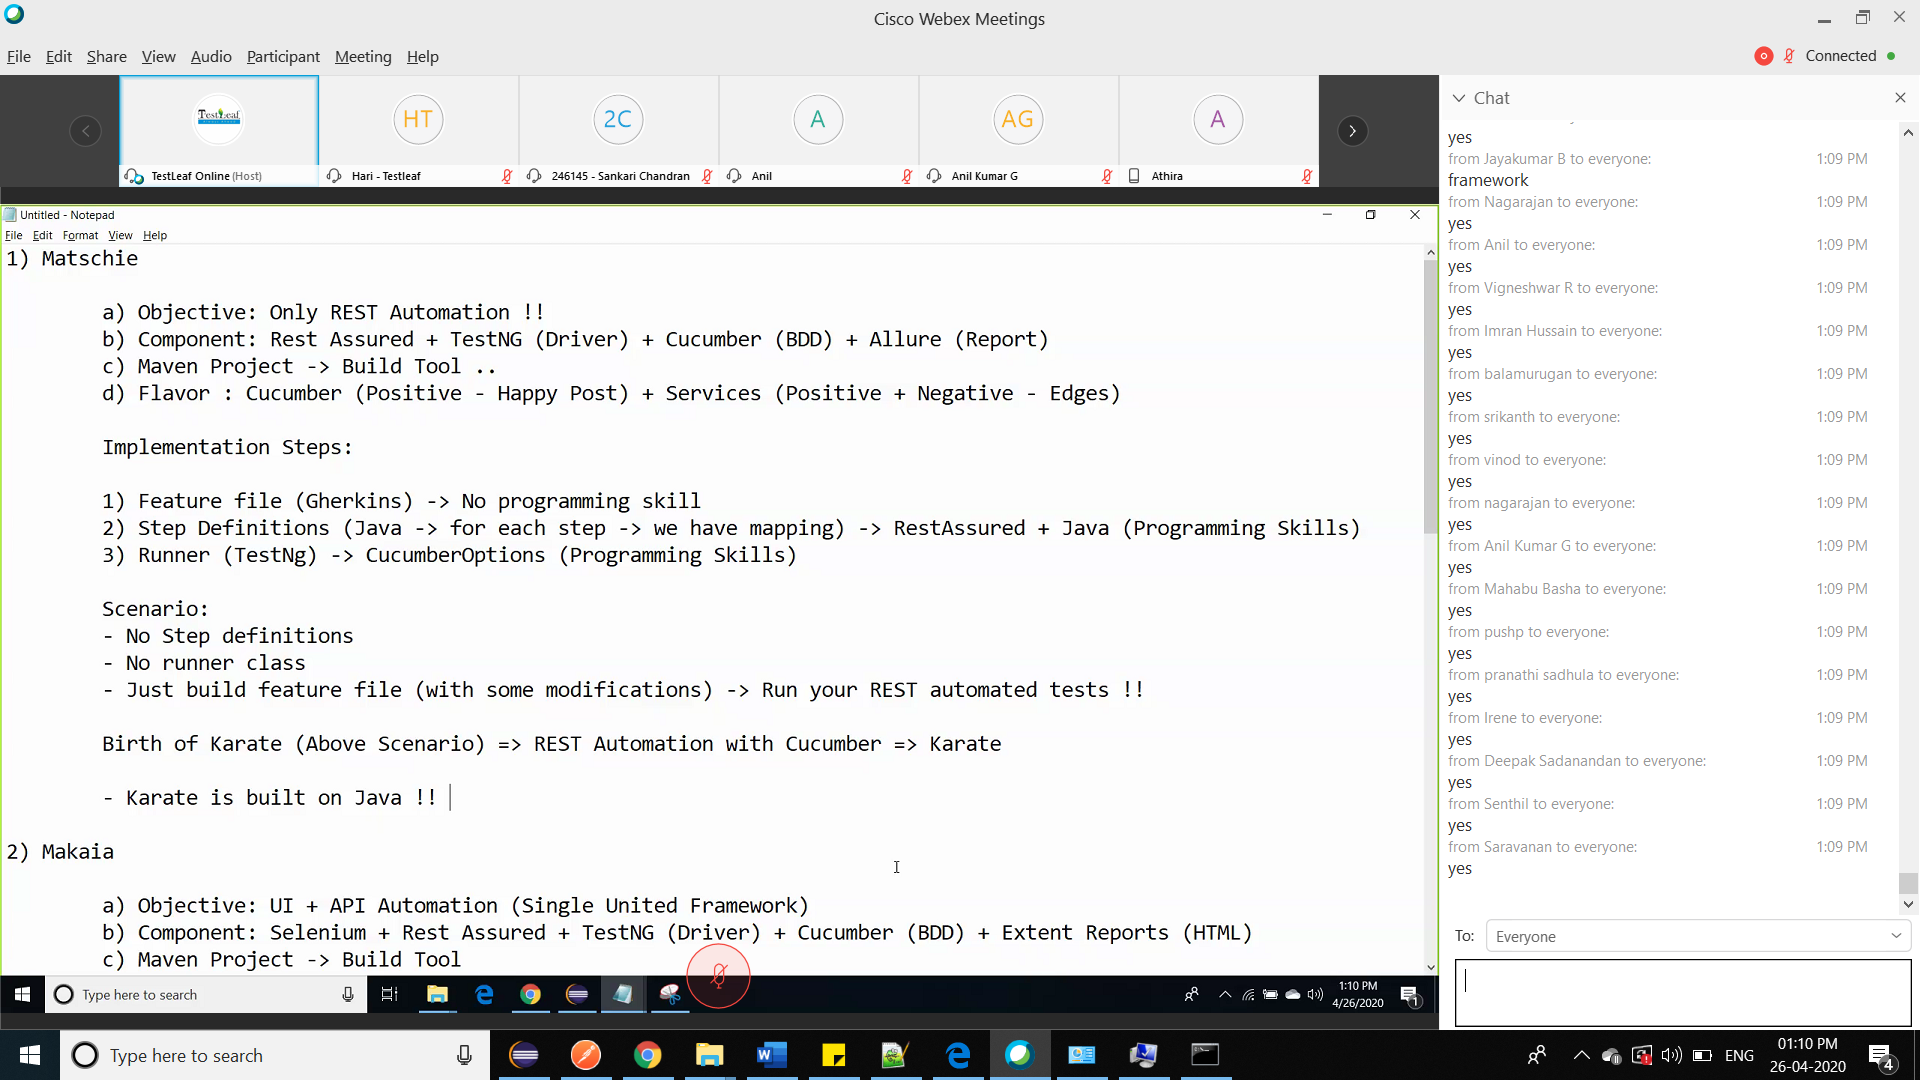 Cisco Webex Meetings
File Edit Share View Audio Participant Meeting Help
Connected
TestLeaf
HT
2C
A
AG
A
TestLeaf Online (Host)
Hari - Testleaf
246145 - Sankari Chandran
Anil
Anil Kumar G
Athira
Untitled - Notepad
File Edit Format View Help
1) Matschie
a) Objective: Only REST Automation !!
b) Component: Rest Assured + TestNG (Driver) + Cucumber (BDD) + Allure (Report)
c) Maven Project -> Build Tool ..
d) Flavor : Cucumber (Positive - Happy Post) + Services (Positive + Negative - Edges)
Implementation Steps:
1) Feature file (Gherkins) -> No programming skill
2) Step Definitions (Java -> for each step -> we have mapping) -> RestAssured + Java (Programming Skills)
3) Runner (TestNg) -> CucumberOptions (Programming Skills)
Scenario:
- No Step definitions
- No runner class
- Just build feature file (with some modifications) -> Run your REST automated tests !!
Birth of Karate (Above Scenario) => REST Automation with Cucumber => Karate
- Karate is built on Java !!
2) Makaia
a) Objective: UI + API Automation (Single United Framework)
b) Component: Selenium + Rest Assured + TestNG (Driver) + Cucumber (BDD) + Extent Reports (HTML)
c) Maven Project -> Build Tool
Type here to search
1:10 PM
4/26/2020
1
Chat
yes
from Jayakumar B to everyone: 1:09 PM
framework
from Nagarajan to everyone: 1:09 PM
yes
from Anil to everyone: 1:09 PM
yes
from Vigneshwar R to everyone: 1:09 PM
yes
from Imran Hussain to everyone: 1:09 PM
yes
from balamurugan to everyone: 1:09 PM
yes
from srikanth to everyone: 1:09 PM
yes
from vinod to everyone: 1:09 PM
yes
from nagarajan to everyone: 1:09 PM
yes
from Anil Kumar G to everyone: 1:09 PM
yes
from Mahabu Basha to everyone: 1:09 PM
yes
from pushp to everyone: 1:09 PM
yes
from pranathi sadhula to everyone: 1:09 PM
yes
from Irene to everyone: 1:09 PM
yes
from Deepak Sadanandan to everyone: 1:09 PM
yes
from Senthil to everyone: 1:09 PM
yes
from Saravanan to everyone: 1:09 PM
yes
To: Everyone
Type here to search
ENG
01:10 PM
26-04-2020
4